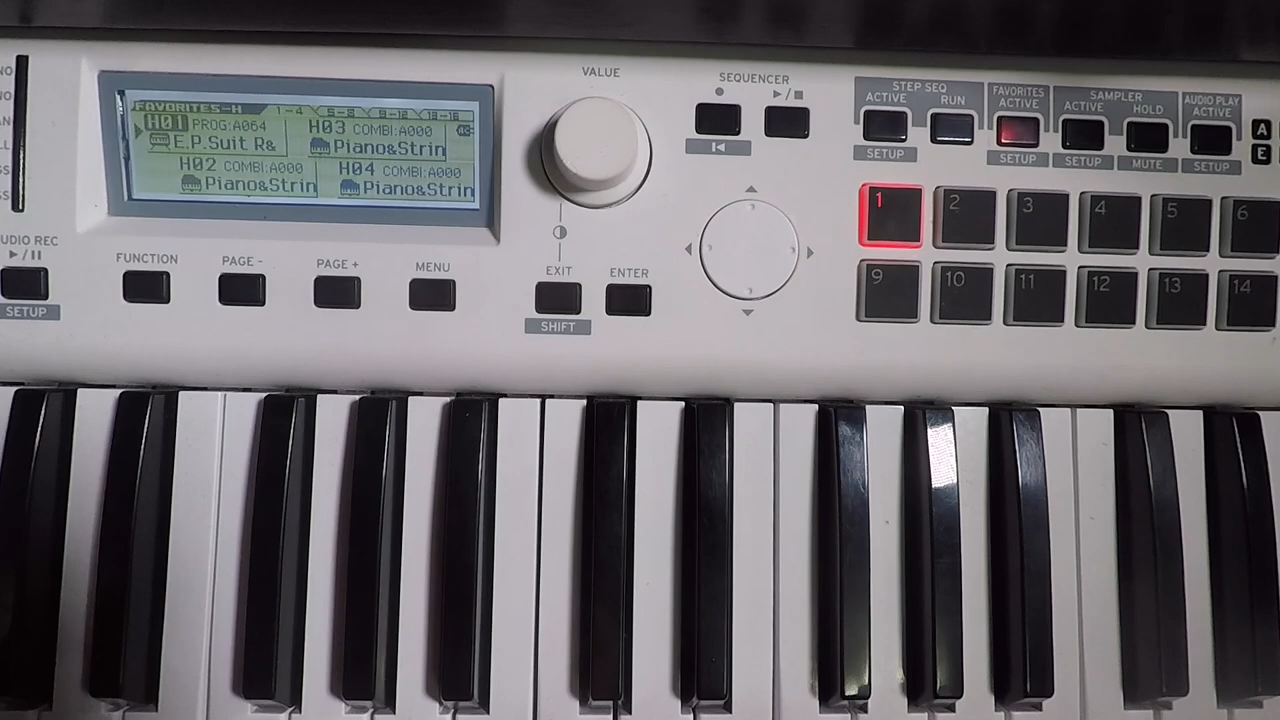 FAVORITES-H 1-4 5-8 9-12 13-16
H01 PROG:A064
E.P.Suit R&
H03 COMBI:A000
Piano&Strin
H02 COMBI:A000
Piano&Strin
H04 COMBI:A000
Piano&Strin
UDIO REC
SETUP
FUNCTION
PAGE -
PAGE +
MENU
VALUE
EXIT
SHIFT
ENTER
SEQUENCER
STEP SEQ
ACTIVE
RUN
SETUP
FAVORITES
ACTIVE
SETUP
SAMPLER
ACTIVE
HOLD
SETUP
MUTE
AUDIO PLAY
ACTIVE
SETUP
A
E
1
2
3
4
5
6
9
10
11
12
13
14